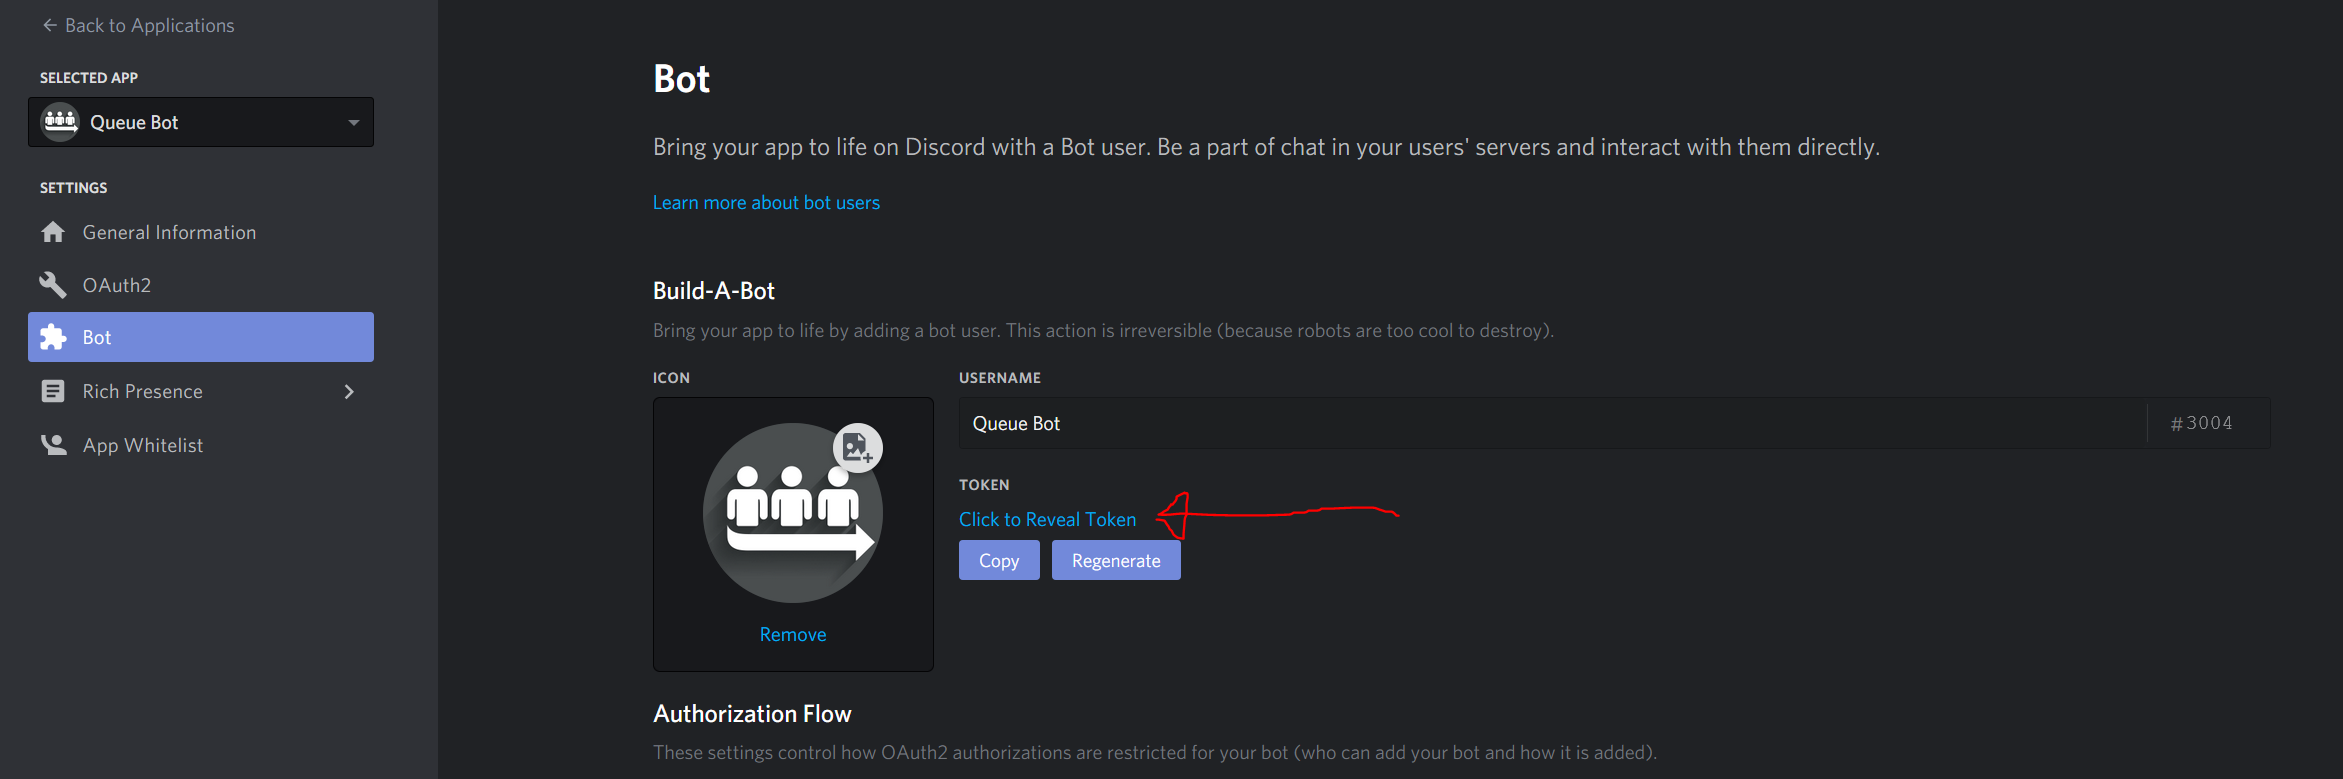 Back to Applications
SELECTED APP
Queue Bot
SETTINGS
General Information
OAuth2
Bot
Rich Presence
App Whitelist
Bot
Bring your app to life on Discord with a Bot user. Be a part of chat in your users' servers and interact with them directly.
Learn more about bot users
Build-A-Bot
Bring your app to life by adding a bot user. This action is irreversible (because robots are too cool to destroy).
ICON
Remove
USERNAME
Queue Bot #3004
TOKEN
Click to Reveal Token
Copy Regenerate
Authorization Flow
These settings control how OAuth2 authorizations are restricted for your bot (who can add your bot and how it is added).